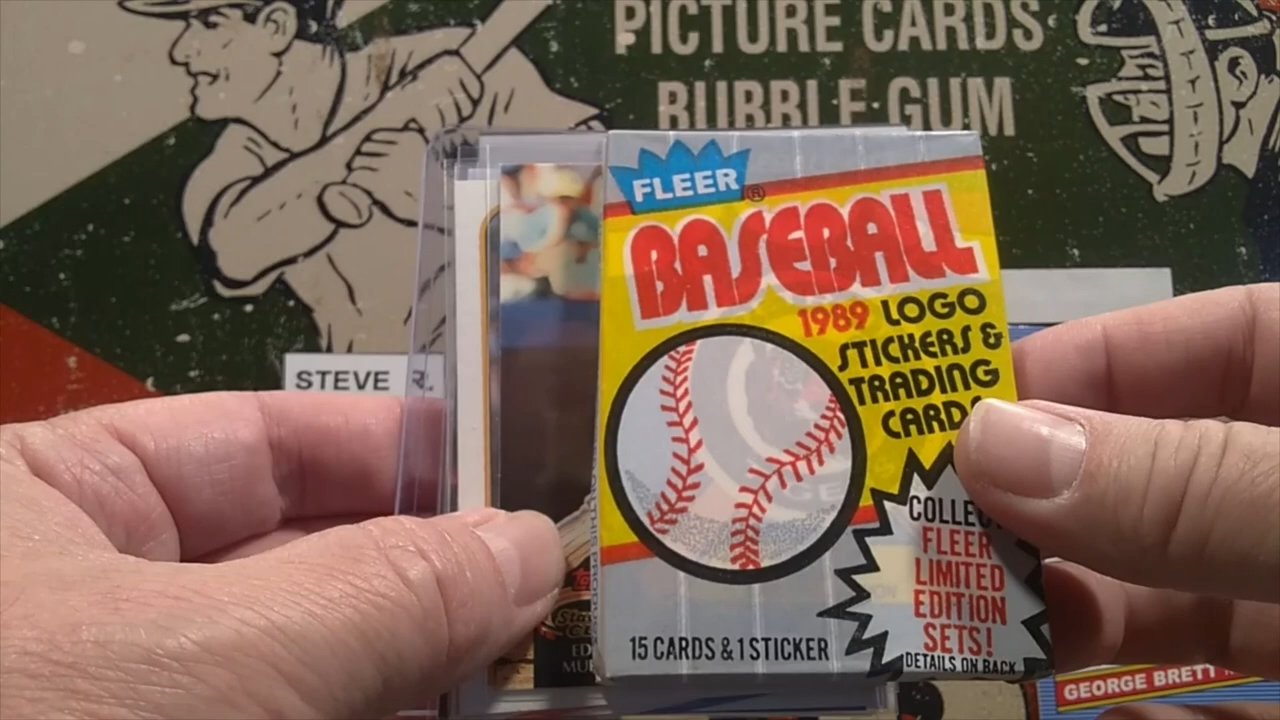 PICTURE CARDS
BUBBLE GUM
FLEER®
BASEBALL
1989 LOGO
STICKERS &
TRADING
CARDS
STEVE R.
COLLECT
FLEER
LIMITED
EDITION
SETS!
DETAILS ON BACK
15 CARDS & 1 STICKER
GEORGE BRETT